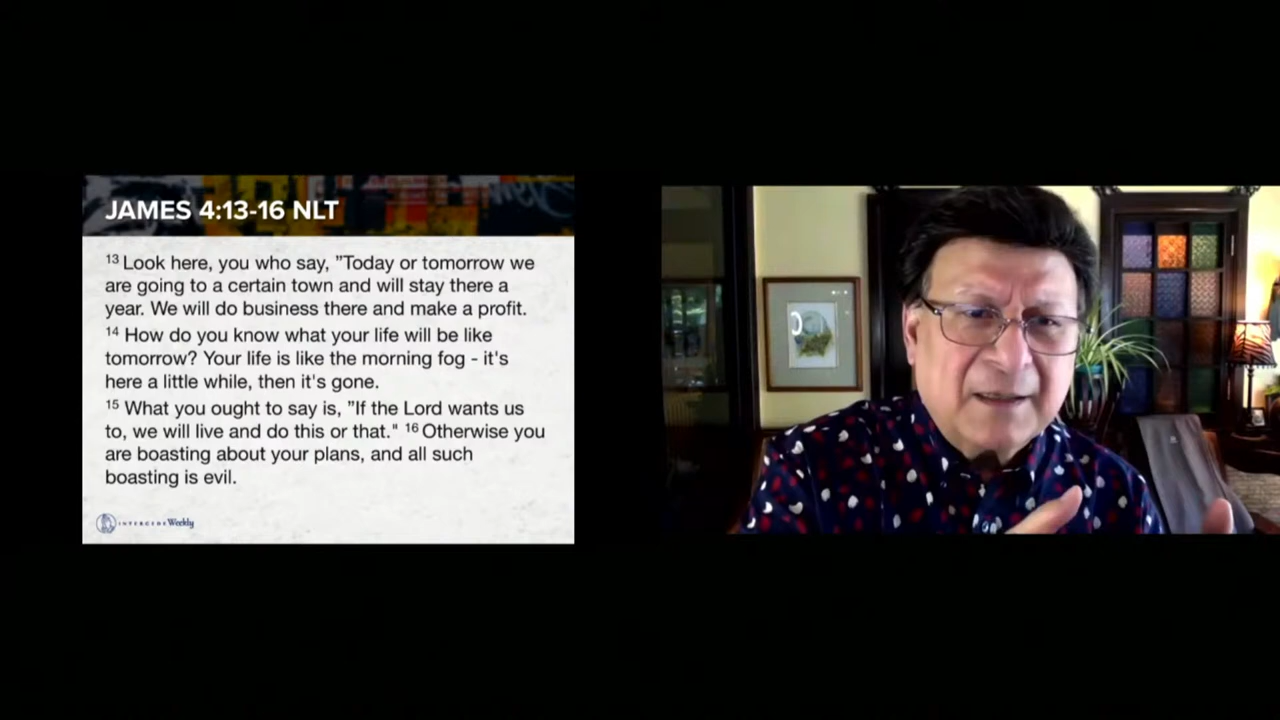 JAMES 4:13-16 NLT
13 Look here, you who say, ”Today or tomorrow we
are going to a certain town and will stay there a
year. We will do business there and make a profit.
14 How do you know what your life will be like
tomorrow? Your life is like the morning fog - it's
here a little while, then it's gone.
15 What you ought to say is, ”If the Lord wants us
to, we will live and do this or that." 16 Otherwise you
are boasting about your plans, and all such
boasting is evil.
INTERCEDE Weekly